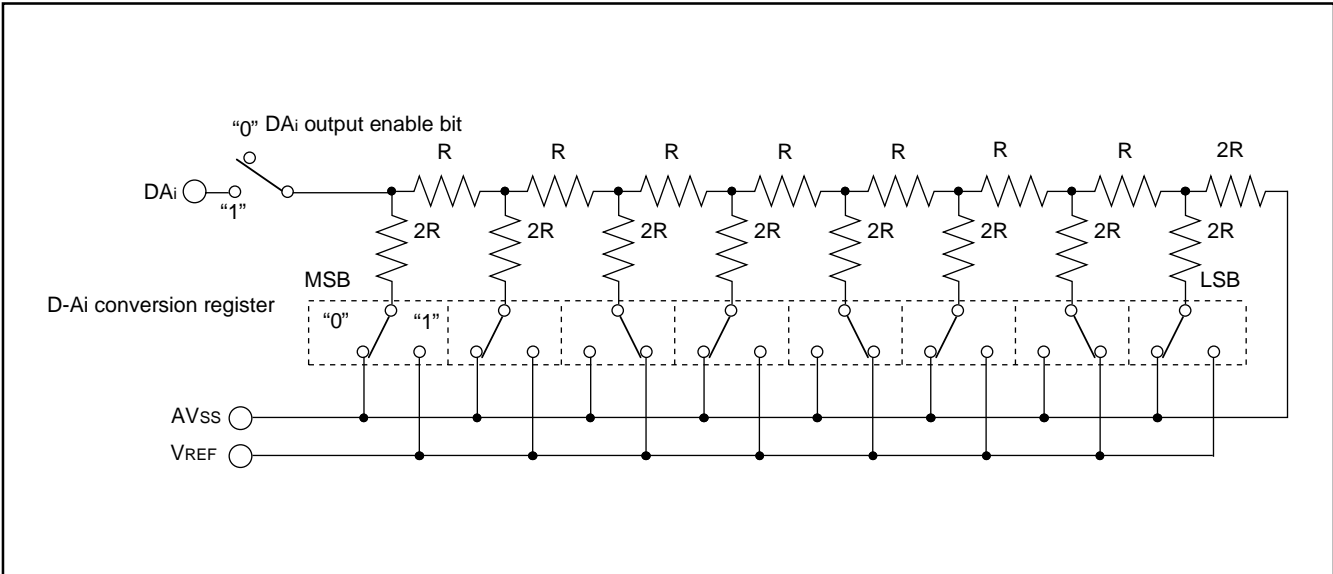 “0” DAi output enable bit
R R R R R R R 2R
DAi
“1”
2R 2R 2R 2R 2R 2R 2R 2R
MSB LSB
D-Ai conversion register
“0” “1”
AVSS
VREF